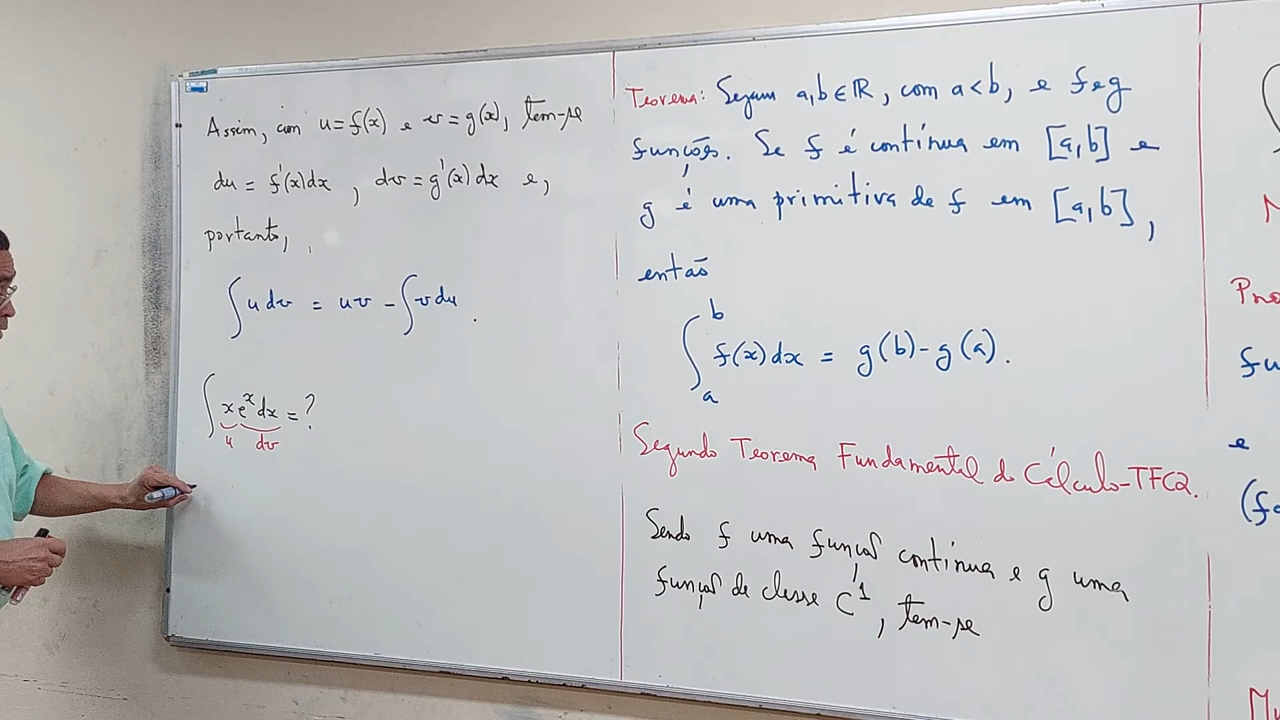 Assim, com u = f(x) e v = g(x), tem-se
du = f'(x)dx , dv = g'(x)dx e,
portanto,
∫ u dv = uv - ∫ v du .
∫ x e^x dx = ?
u dv
Teorema: Sejam a,b ∈ ℝ, com a<b, e f e g
funções. Se f é contínua em [a,b] e
g é uma primitiva de f em [a,b],
então
∫_a^b f(x)dx = g(b)-g(a).
Segundo Teorema Fundamental do Cálculo-TFC2.
Sendo f uma função contínua e g uma
função de classe C^1, tem-se
fu
e